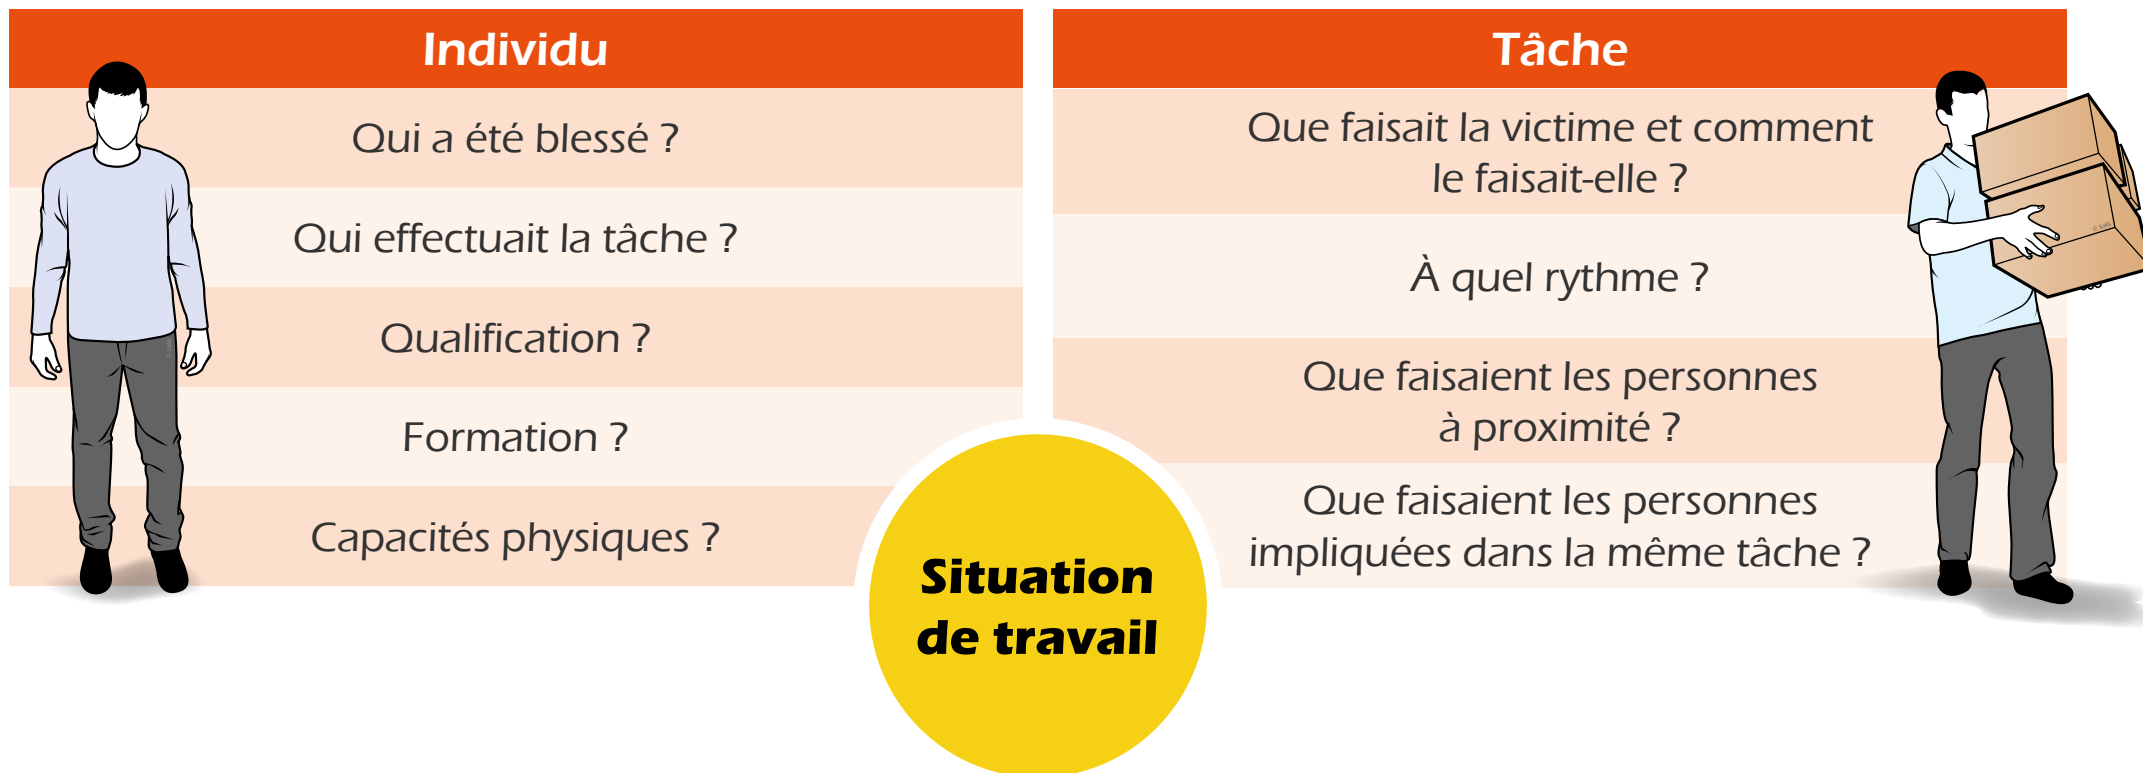 Individu
Qui a été blessé ?
Qui effectuait la tâche ?
Qualification ?
Formation ?
Capacités physiques ?
Tâche
Que faisait la victime et comment
le faisait-elle ?
À quel rythme ?
Que faisaient les personnes
à proximité ?
Que faisaient les personnes
impliquées dans la même tâche ?
Situation
de travail